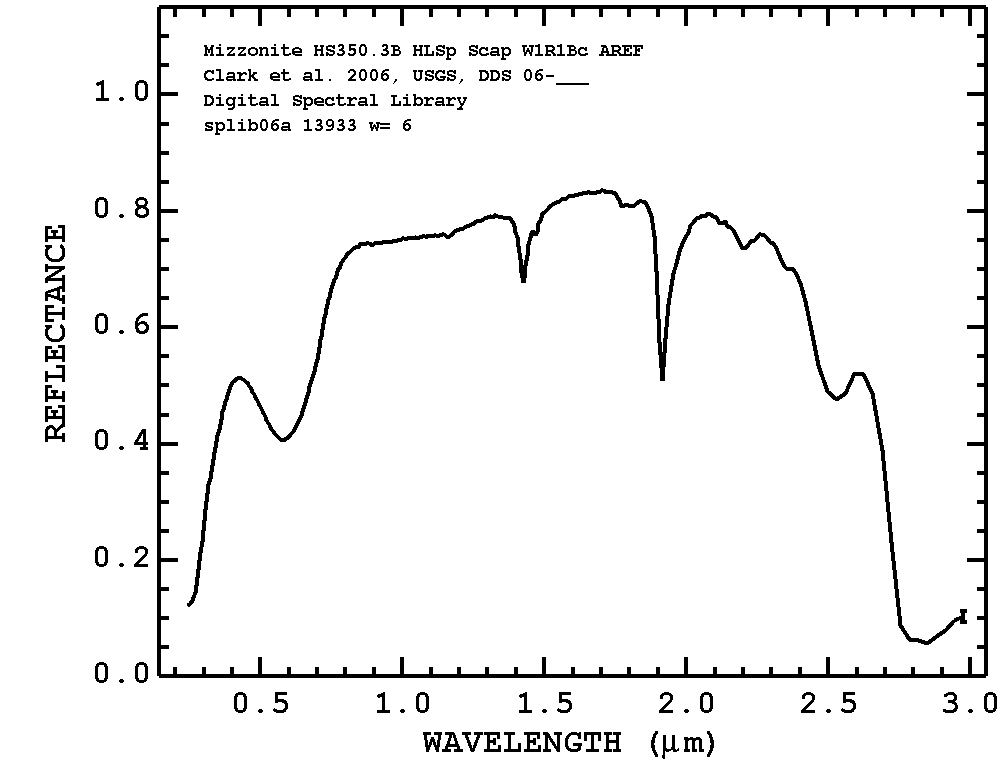 Mizzonite HS350.3B HLSp Scap W1R1Bc AREF
Clark et al. 2006, USGS, DDS 06-___
Digital Spectral Library
splib06a 13933 w= 6
1.0
0.8
0.6
0.4
0.2
0.0
REFLECTANCE
0.5 1.0 1.5 2.0 2.5 3.0
WAVELENGTH (μm)